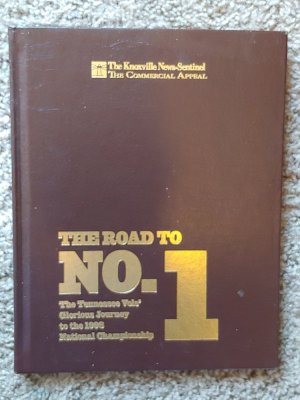 The Knoxville News-Sentinel
THE COMMERCIAL APPEAL
THE ROAD TO
NO. 1
The Tennessee Vols'
Glorious Journey
to the 1998
National Championship